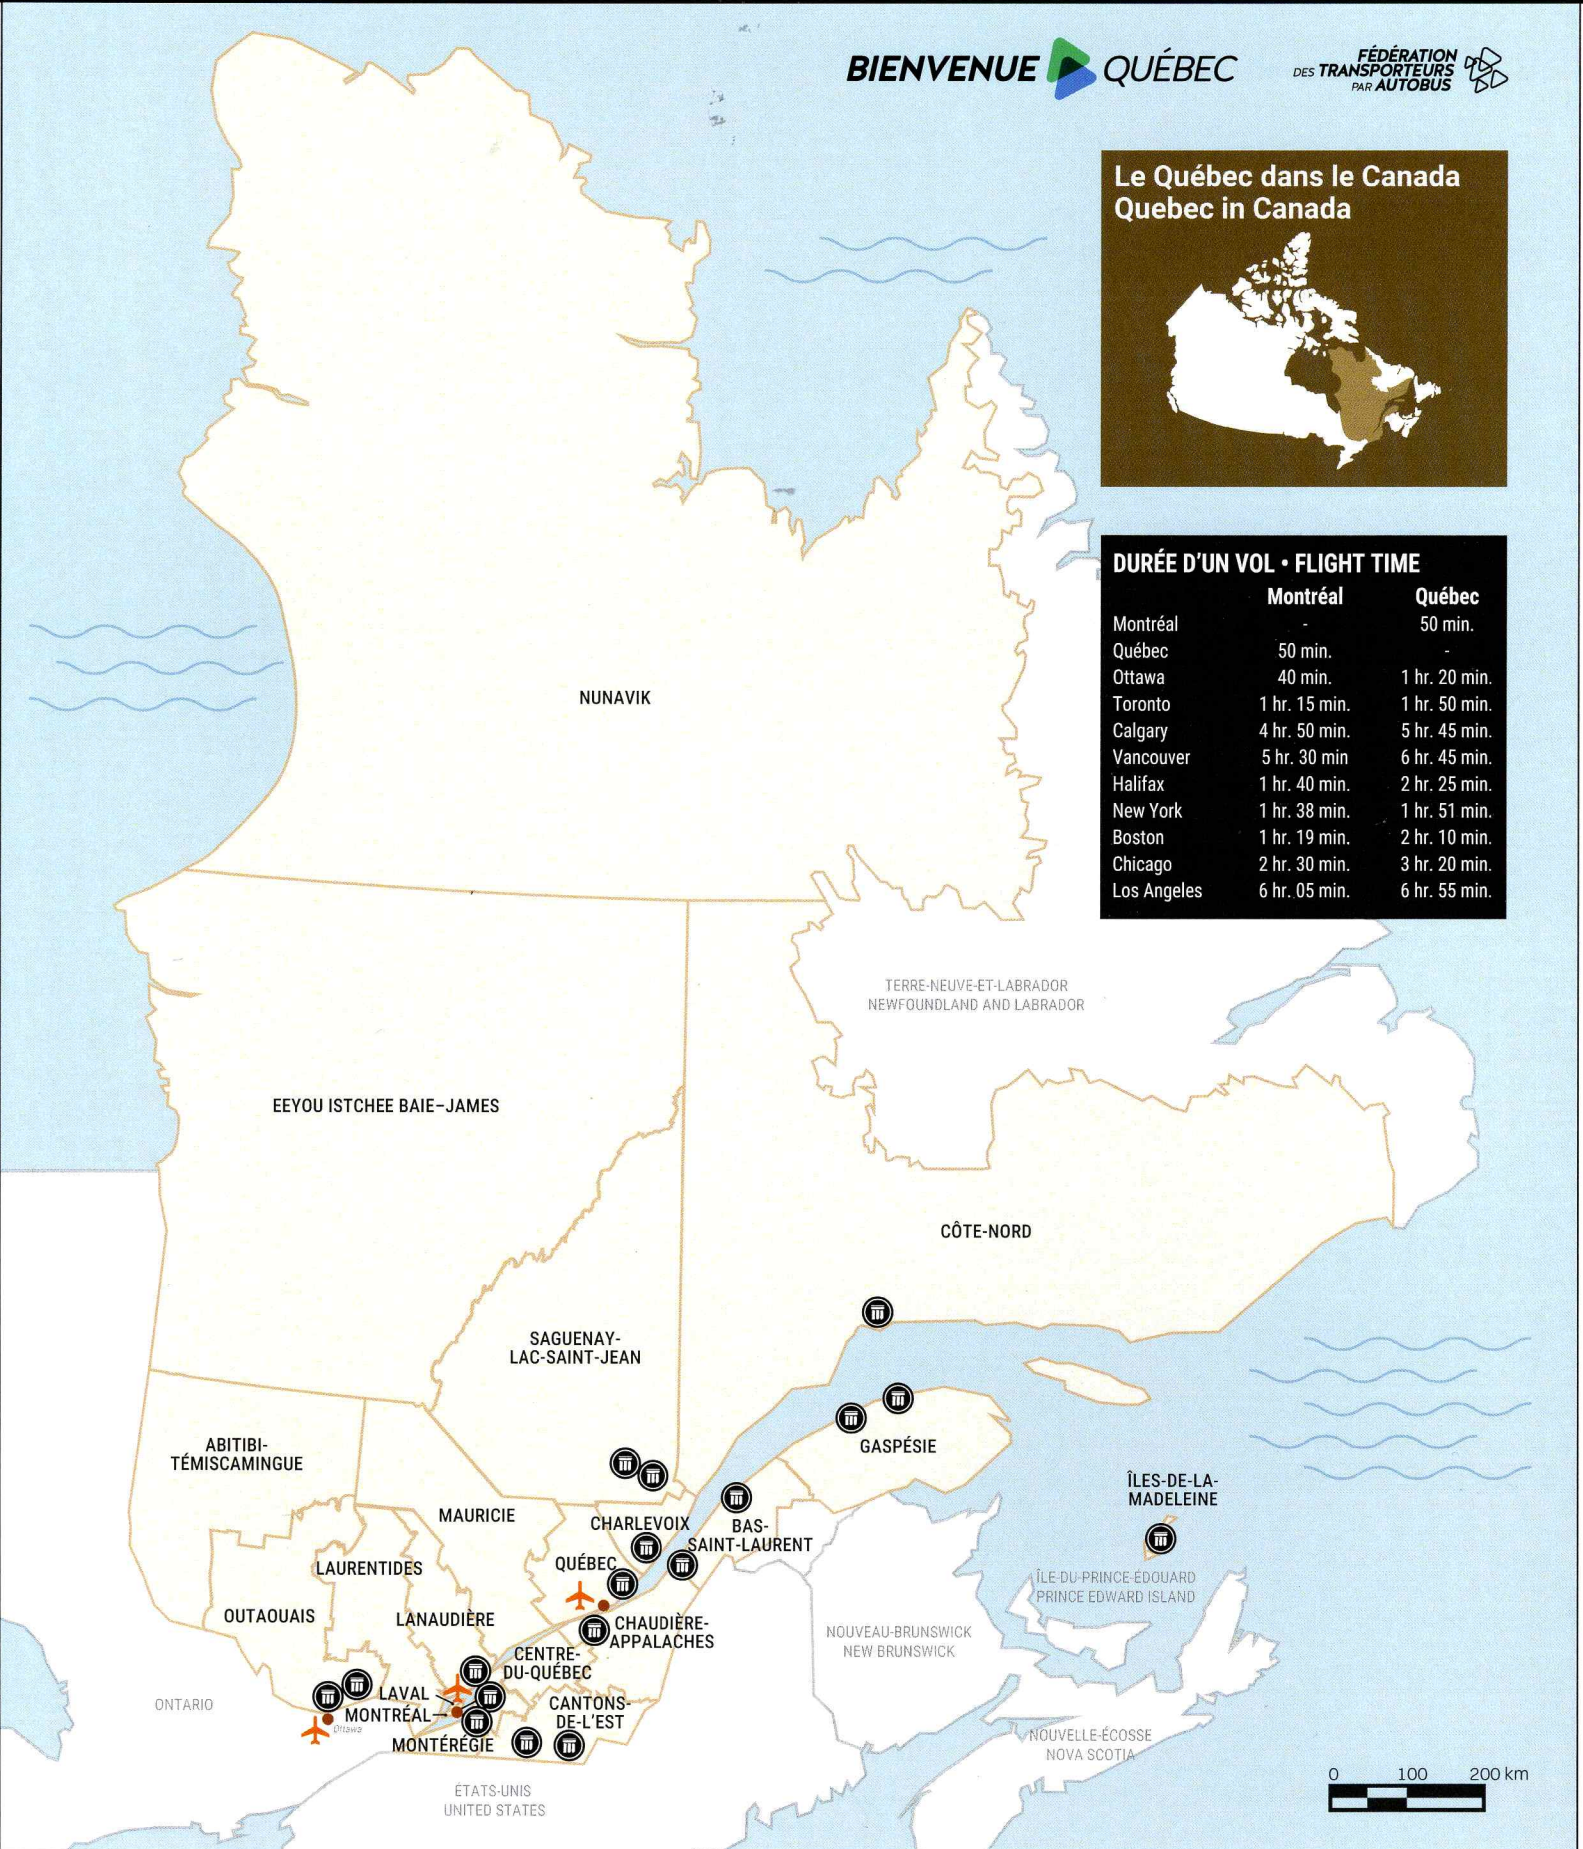 BIENVENUE QUÉBEC
FÉDÉRATION
DES TRANSPORTEURS
PAR AUTOBUS
Le Québec dans le Canada
Quebec in Canada
DURÉE D'UN VOL • FLIGHT TIME
Montréal Québec
Montréal - 50 min.
Québec 50 min. -
Ottawa 40 min. 1 hr. 20 min.
Toronto 1 hr. 15 min. 1 hr. 50 min.
Calgary 4 hr. 50 min. 5 hr. 45 min.
Vancouver 5 hr. 30 min 6 hr. 45 min.
Halifax 1 hr. 40 min. 2 hr. 25 min.
New York 1 hr. 38 min. 1 hr. 51 min.
Boston 1 hr. 19 min. 2 hr. 10 min.
Chicago 2 hr. 30 min. 3 hr. 20 min.
Los Angeles 6 hr. 05 min. 6 hr. 55 min.
NUNAVIK
TERRE-NEUVE-ET-LABRADOR
NEWFOUNDLAND AND LABRADOR
EEYOU ISTCHEE BAIE-JAMES
CÔTE-NORD
SAGUENAY-
LAC-SAINT-JEAN
ABITIBI-
TÉMISCAMINGUE
GASPÉSIE
ÎLES-DE-LA-
MADELEINE
MAURICIE
CHARLEVOIX
BAS-
SAINT-LAURENT
QUÉBEC
LAURENTIDES
OUTAOUAIS
LANAUDIÈRE
CHAUDIÈRE-
APPALACHES
ÎLE-DU-PRINCE-ÉDOUARD
PRINCE EDWARD ISLAND
NOUVEAU-BRUNSWICK
NEW BRUNSWICK
CENTRE-
DU-QUÉBEC
LAVAL
MONTRÉAL
CANTONS-
DE-L'EST
MONTÉRÉGIE
ONTARIO
Ottawa
NOUVELLE-ÉCOSSE
NOVA SCOTIA
ÉTATS-UNIS
UNITED STATES
0 100 200 km